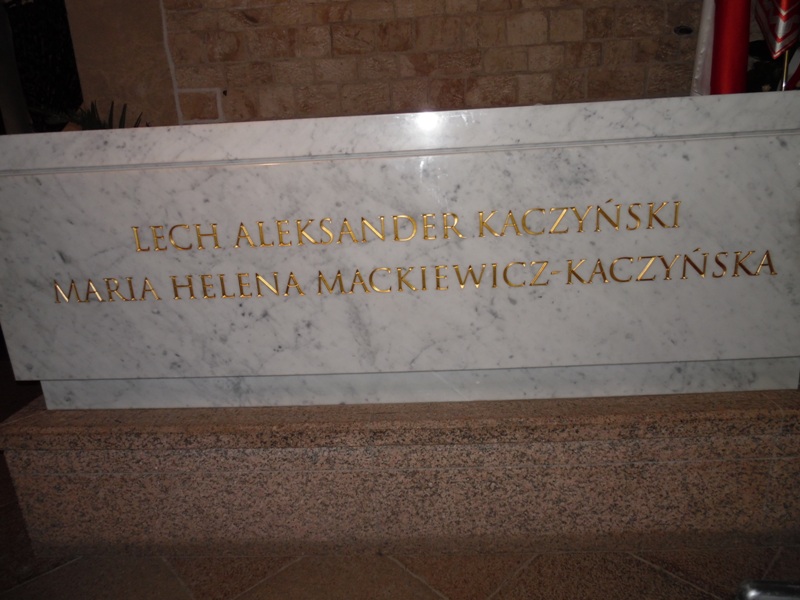 LECH ALEKSANDER KACZYŃSKI
MARIA HELENA MACKIEWICZ-KACZYŃSKA